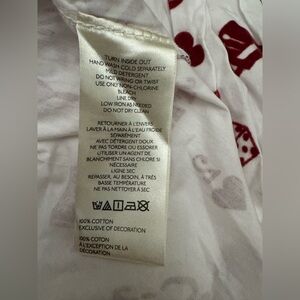 TURN INSIDE OUT
HAND WASH COLD SEPARATELY
MILD DETERGENT
DO NOT WRING OR TWIST
USE ONLY NON-CHLORINE
BLEACH
LINE DRY
LOW IRON AS NEEDED
DO NOT DRY CLEAN
RETOURNER À L'ENVERS
LAVER À LA MAIN À L'EAU FROIDE
SÉPARÉMENT
AVEC DÉTERGENT DOUX
NE PAS TORDRE OU ESSORER
UTILISER UN AGENT DE
BLANCHIMENT SANS CHLORE SI
NÉCESSAIRE
LIGNE SEC
REPASSER, AU BESOIN, À TRÈS
BASSE TEMPÉRATURE
NE PAS NETTOYER À SEC
100% COTTON
EXCLUSIVE OF DECORATION
100% COTON
À L'EXCEPTION DE LA
DÉCORATION